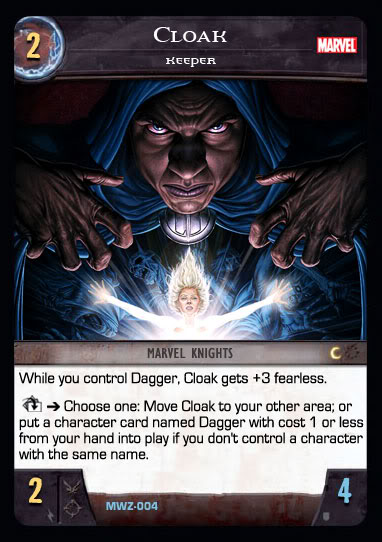 2
Cloak
MARVEL
KEEPER
MARVEL KNIGHTS
C
While you control Dagger, Cloak gets +3 fearless.
➔ Choose one: Move Cloak to your other area; or
put a character card named Dagger with cost 1 or less
from your hand into play if you don't control a character
with the same name.
2
MWZ-004
4